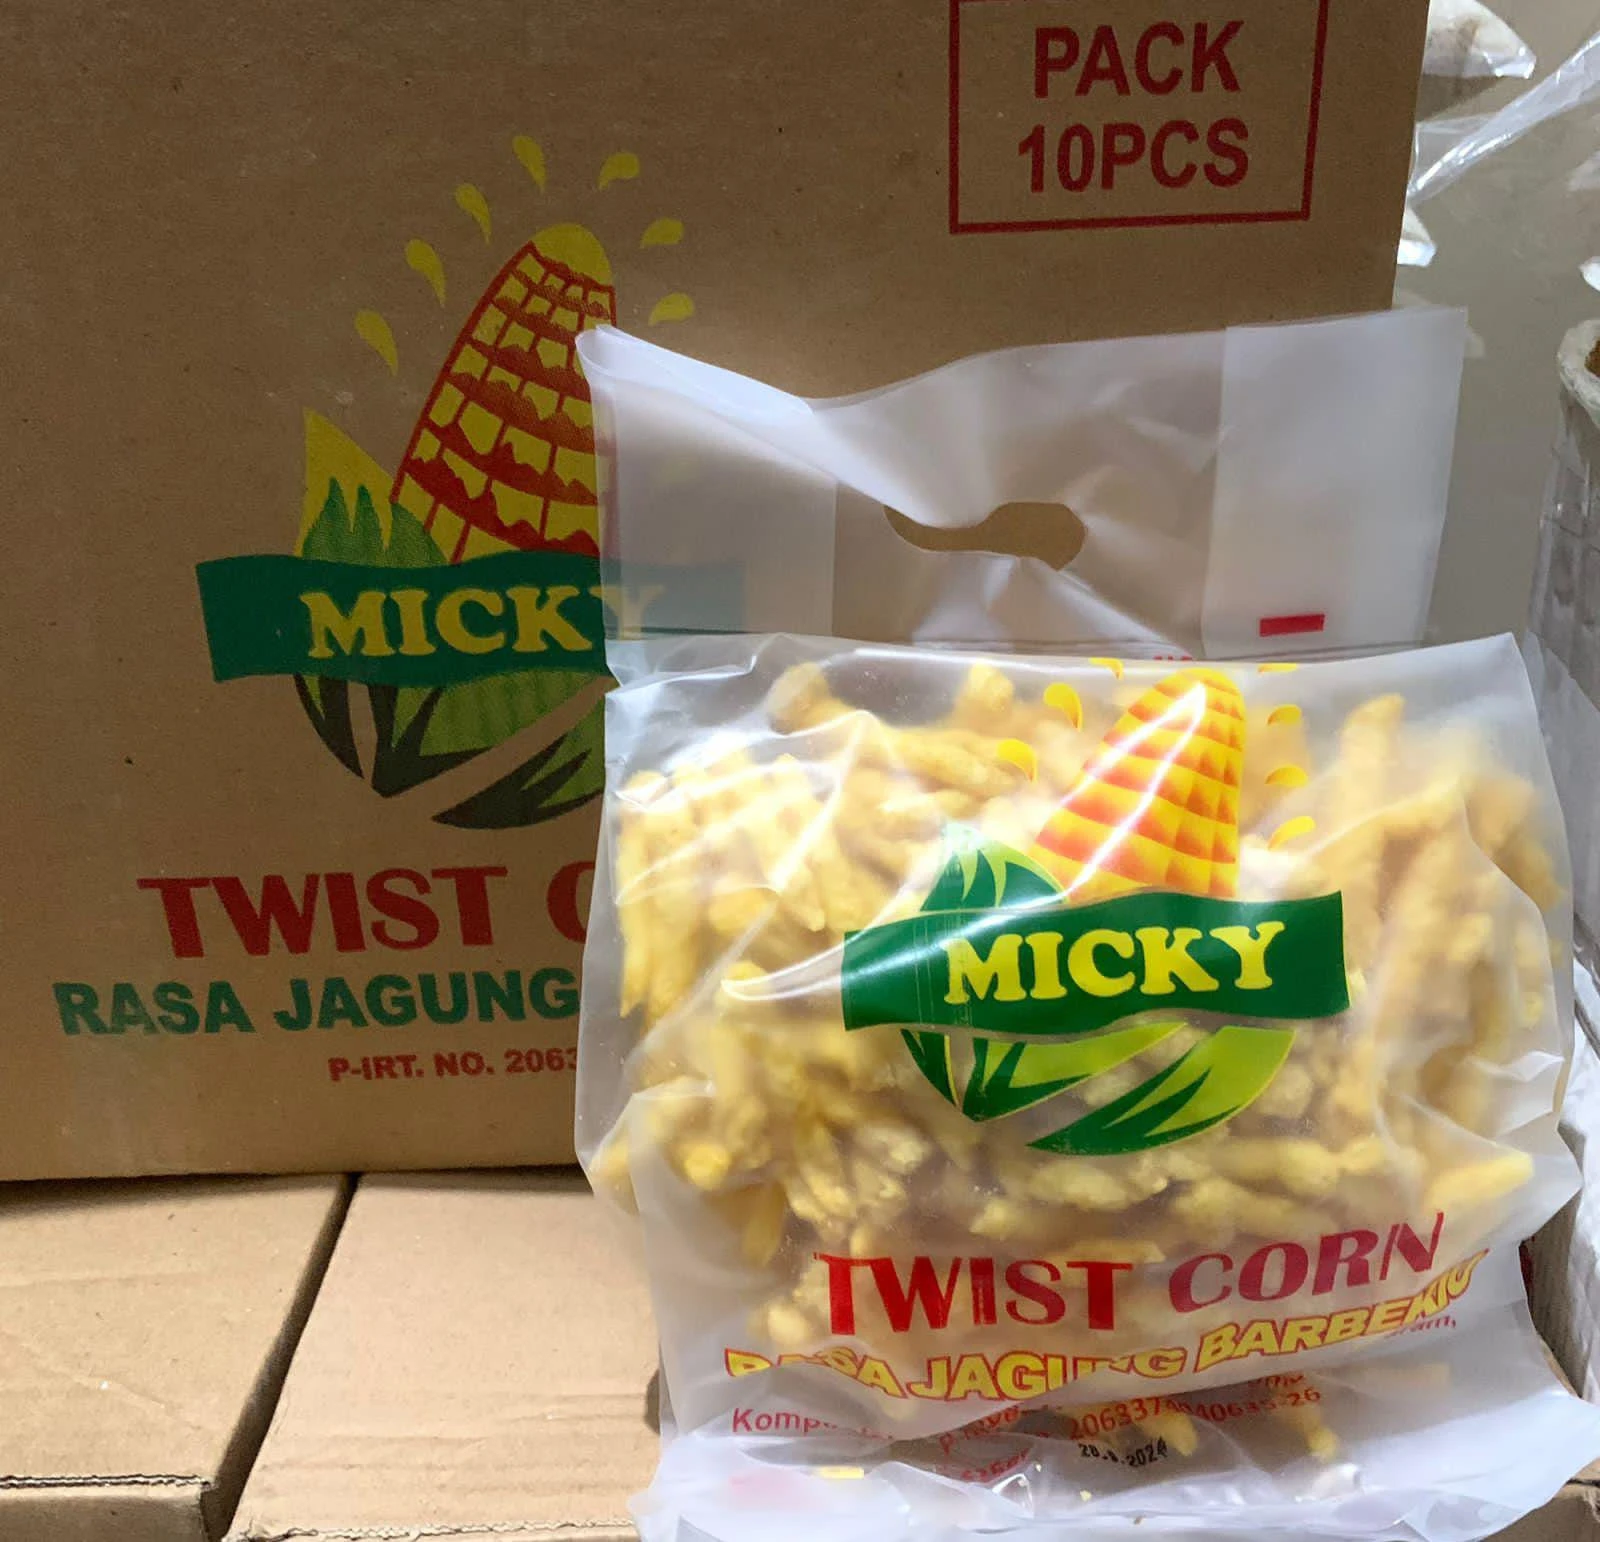 PACK
10PCS
MICKY
TWIST C
RASA JAGUNG
P-IRT. NO. 2063
MICKY
TWIST CORN
RASA JAGUNG BARBEKIU